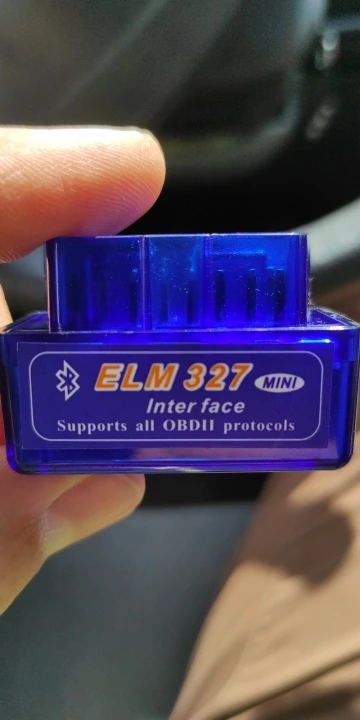 ELM 327 MINI
Inter face
Supports all OBDII protocols